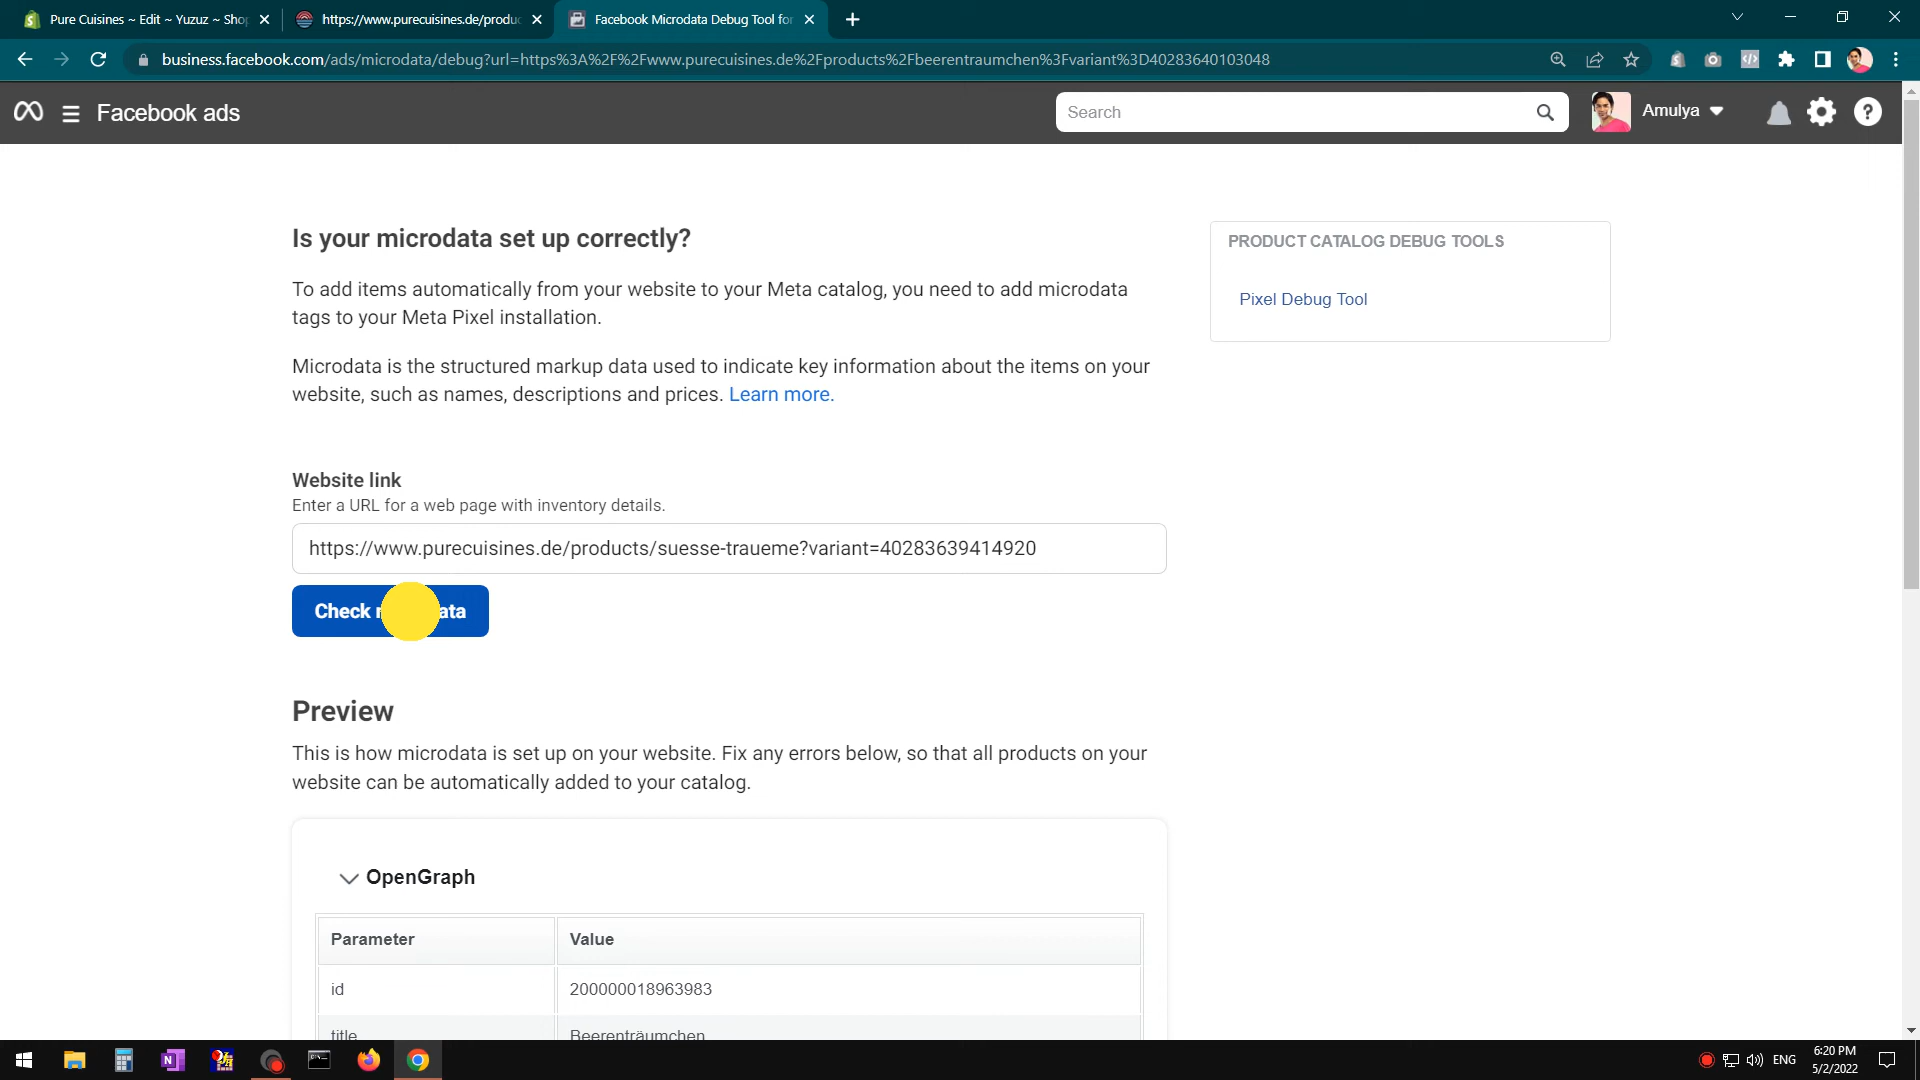 Pure Cuisines ~ Edit ~ Yuzuz ~ Sho
https://www.purecuisines.de/produc
Facebook Microdata Debug Tool for
business.facebook.com/ads/microdata/debug?url=https%3A%2F%2Fwww.purecuisines.de%2Fproducts%2Fbeerentraumchen%3Fvariant%3D40283640103048
Facebook ads
Search
Amulya
Is your microdata set up correctly?
To add items automatically from your website to your Meta catalog, you need to add microdata
tags to your Meta Pixel installation.
Microdata is the structured markup data used to indicate key information about the items on your
website, such as names, descriptions and prices. Learn more.
PRODUCT CATALOG DEBUG TOOLS
Pixel Debug Tool
Website link
Enter a URL for a web page with inventory details.
https://www.purecuisines.de/products/suesse-traueme?variant=40283639414920
Check
Preview
This is how microdata is set up on your website. Fix any errors below, so that all products on your
website can be automatically added to your catalog.
OpenGraph
Parameter
Value
id
200000018963983
title
Beerenträumchen
ENG
6:20 PM
5/2/2022